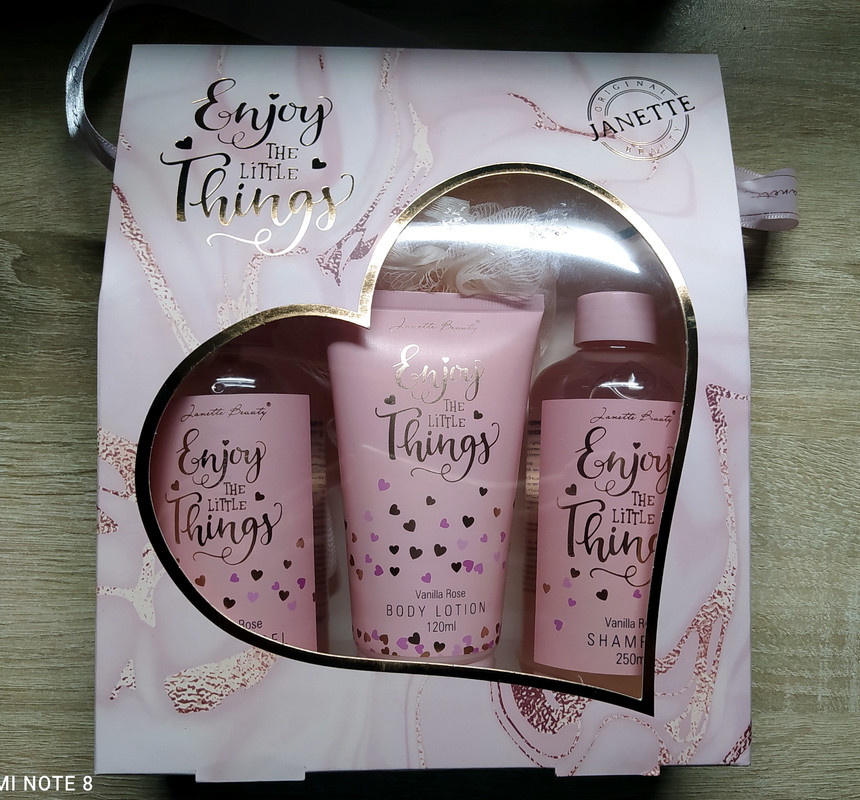 Enjoy
THE
LITTLE
Things
ORIGINAL
JANETTE
BEAUTY
Janette Beauty
Enjoy
THE
LITTLE
Things
Rose
Janette Beauty®
Enjoy
THE
LITTLE
Things
Vanilla Rose
BODY LOTION
120ml
Janette Beauty®
Enjoy
THE
LITTLE
Thing
Vanilla R
SHAMP
250m
MI NOTE 8